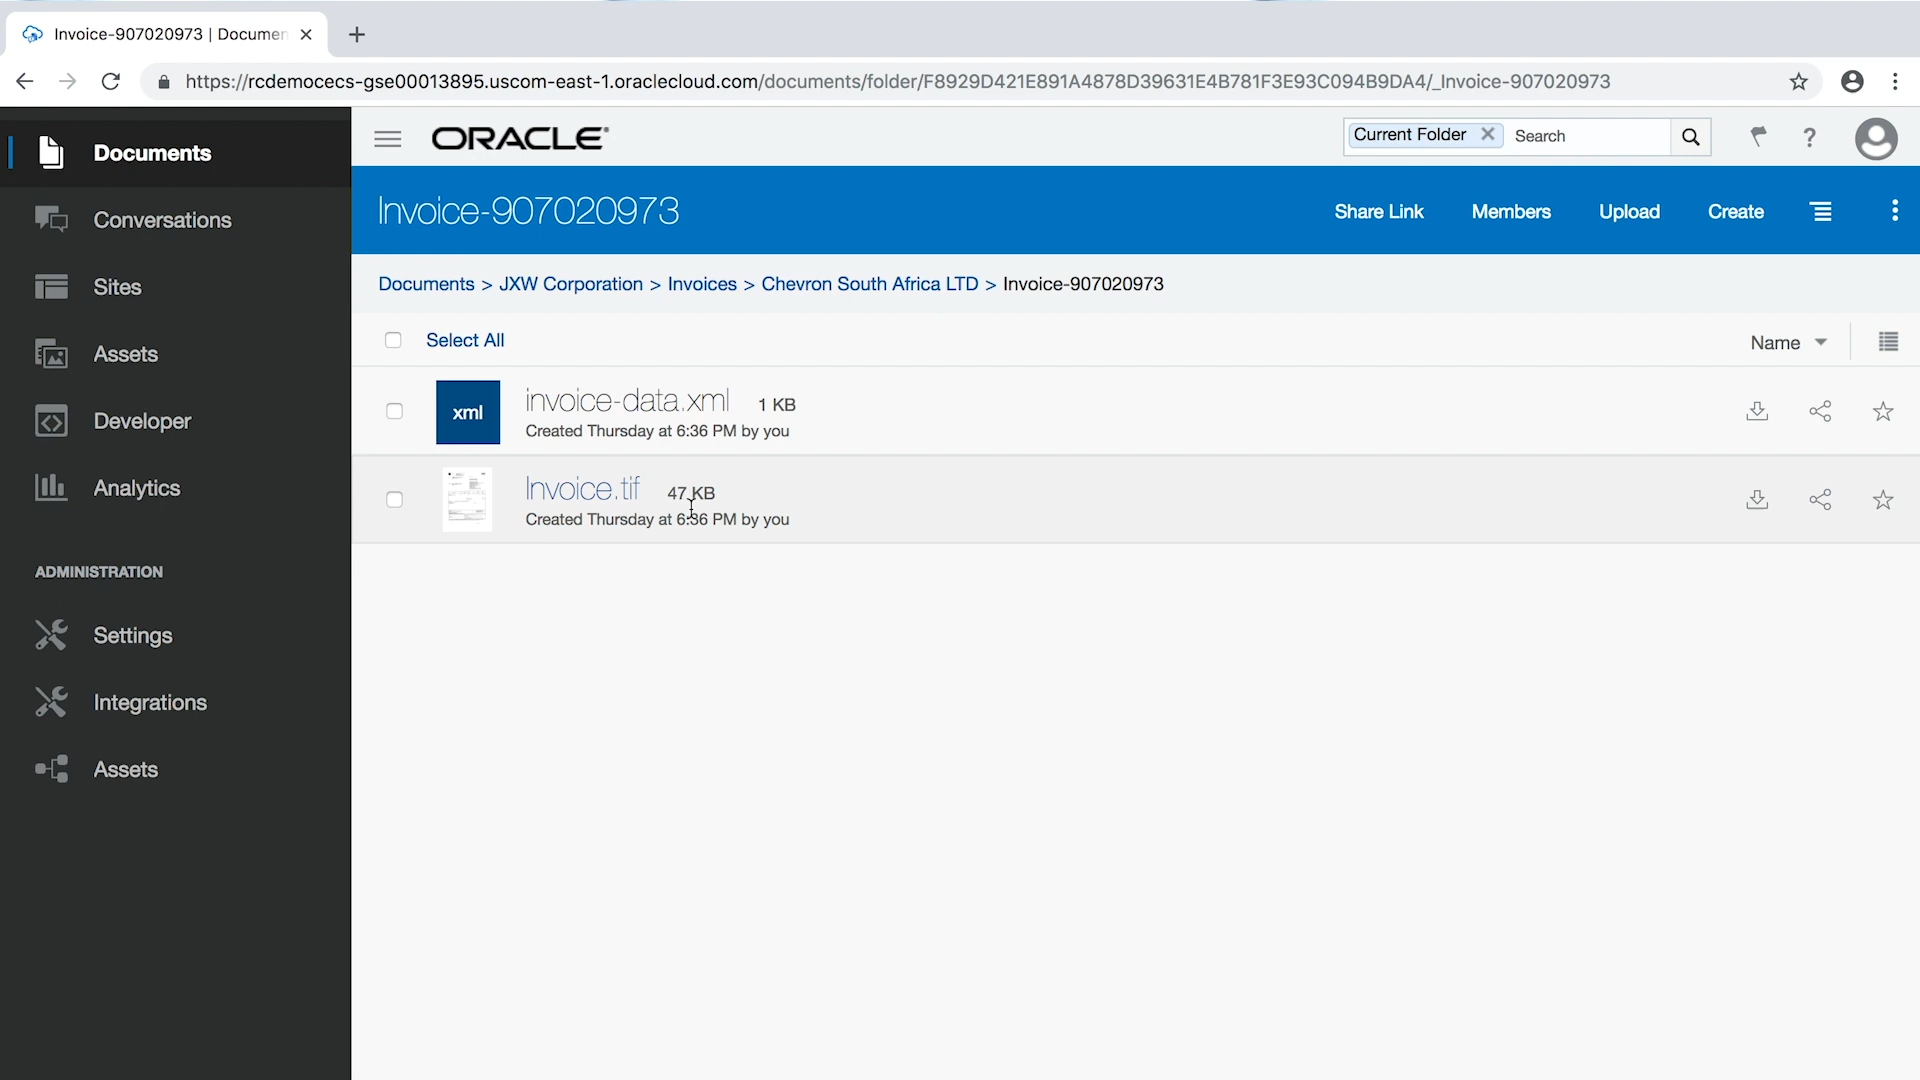 Invoice-907020973 | Documen
https://rcdemocecs-gse00013895.uscom-east-1.oraclecloud.com/documents/folder/F8929D421E891A4878D39631E4B781F3E93C094B9DA4/_Invoice-907020973
Documents
Conversations
Sites
Assets
Developer
Analytics
ADMINISTRATION
Settings
Integrations
Assets
ORACLE®
Current Folder Search
?
Invoice-907020973
Share Link Members Upload Create
Documents > JXW Corporation > Invoices > Chevron South Africa LTD > Invoice-907020973
Select All
Name
xml
invoice-data.xml 1 KB
Created Thursday at 6:36 PM by you
Invoice.tif 47 KB
Created Thursday at 6:36 PM by you